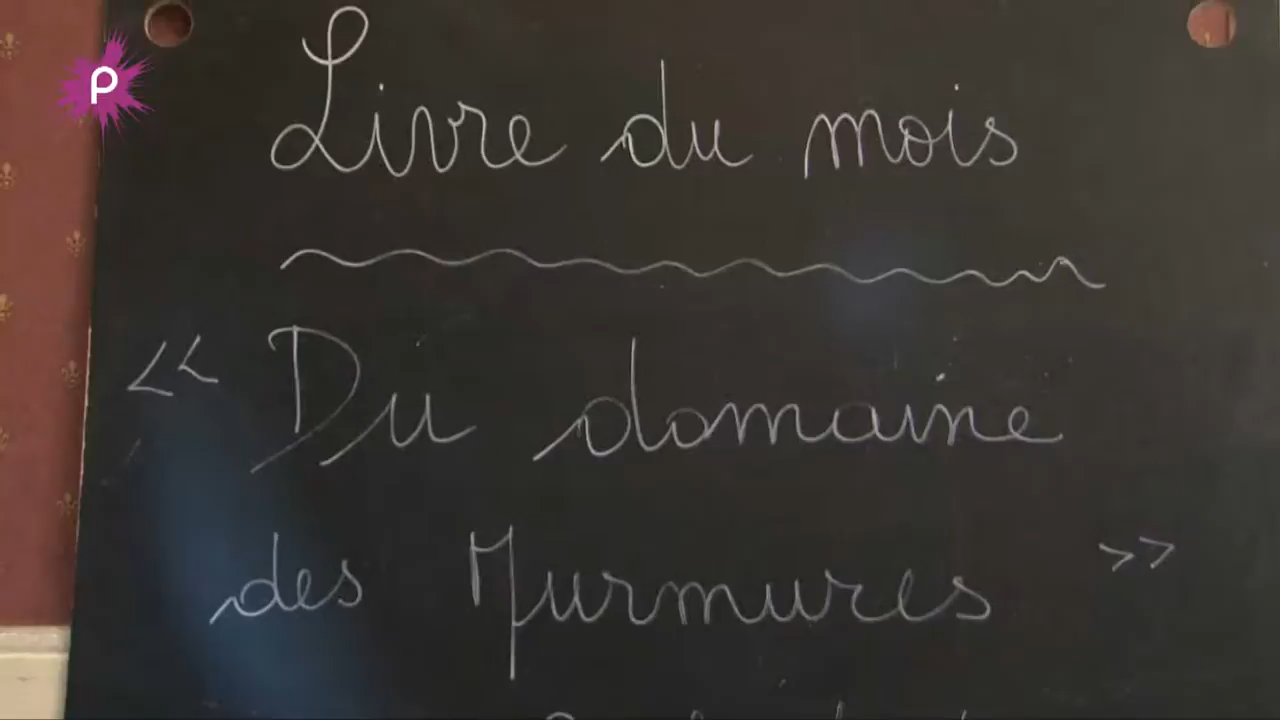 P
Livre du mois
« Du domaine
des Murmures »